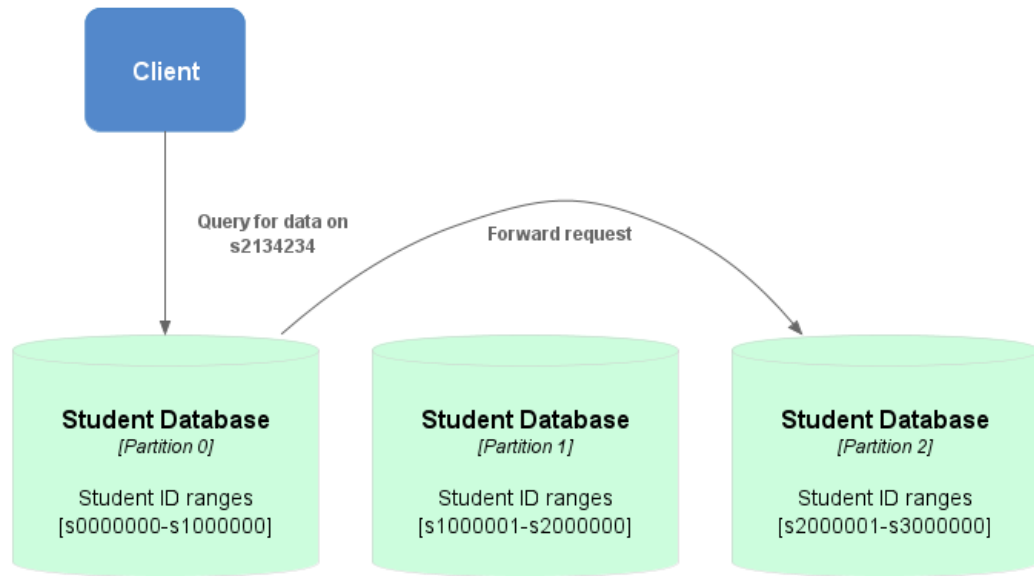 Client
Query for data on
s2134234
Forward request
Student Database
[Partition 0]
Student ID ranges
[s0000000-s1000000]
Student Database
[Partition 1]
Student ID ranges
[s1000001-s2000000]
Student Database
[Partition 2]
Student ID ranges
[s2000001-s3000000]